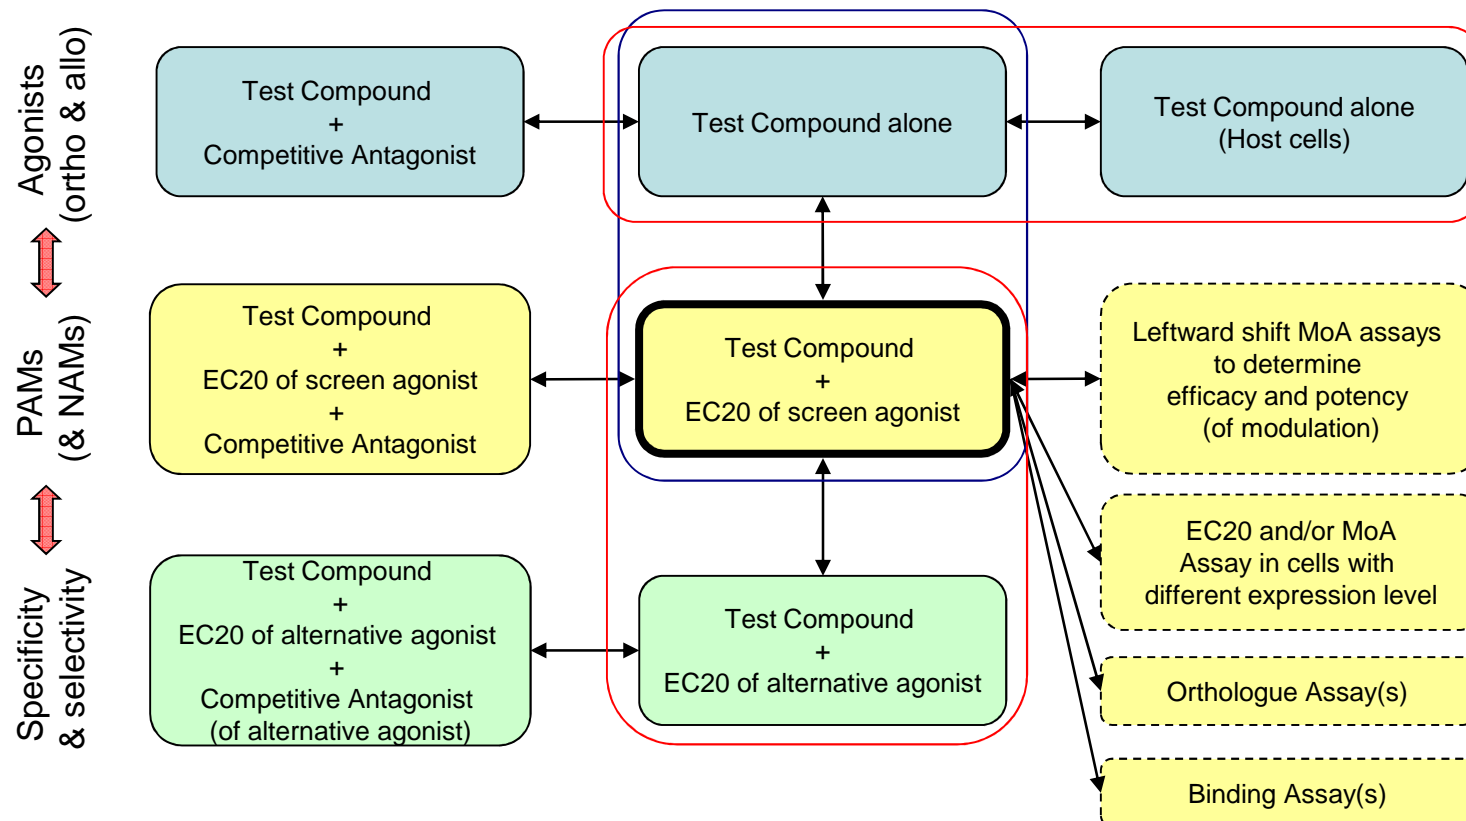 Agonists
(ortho & allo)
Test Compound
+
Competitive Antagonist
Test Compound alone
Test Compound alone
(Host cells)
PAMs
(& NAMs)
Test Compound
+
EC20 of screen agonist
+
Competitive Antagonist
Test Compound
+
EC20 of screen agonist
Leftward shift MoA assays
to determine
efficacy and potency
(of modulation)
EC20 and/or MoA
Assay in cells with
different expression level
Specificity
& selectivity
Test Compound
+
EC20 of alternative agonist
+
Competitive Antagonist
(of alternative agonist)
Test Compound
+
EC20 of alternative agonist
Orthologue Assay(s)
Binding Assay(s)